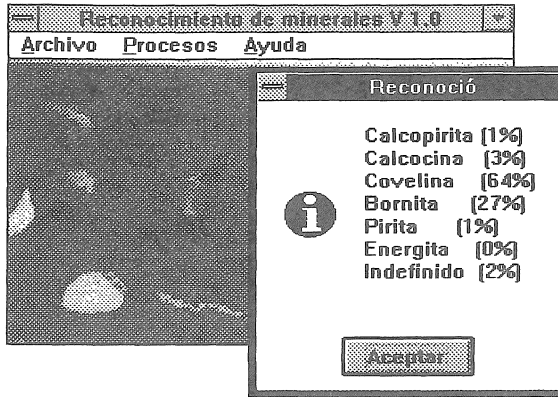 Reconocimiento de minerales V 1.0
Archivo Procesos Ayuda
Reconoció
Calcopirita (1%)
Calcocina (3%)
Covelina (64%)
Bornita (27%)
Pirita (1%)
Energita (0%)
Indefinido (2%)
Aceptar